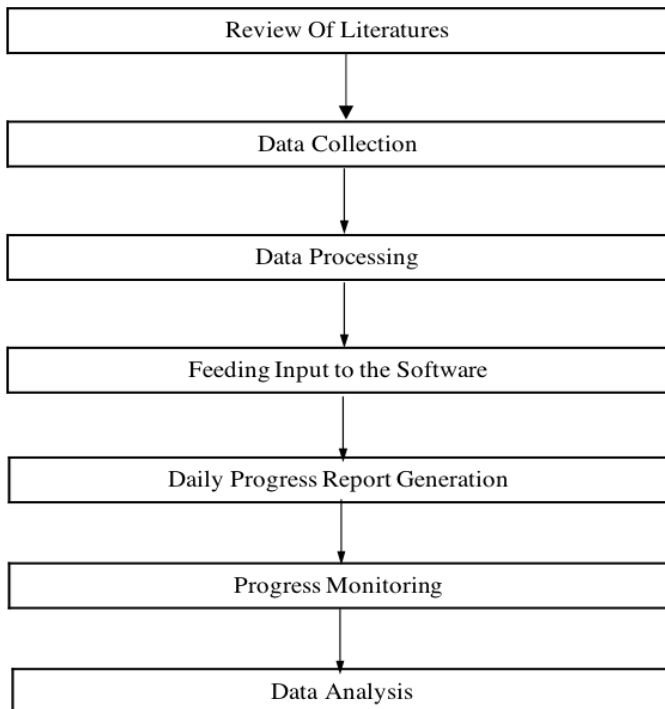 Review Of Literatures
Data Collection
Data Processing
Feeding Input to the Software
Daily Progress Report Generation
Progress Monitoring
Data Analysis